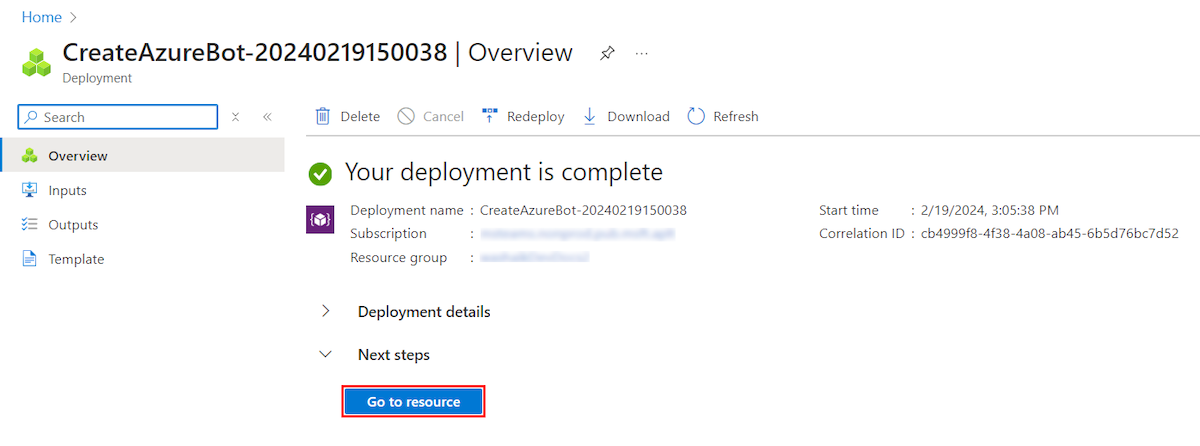 Home
CreateAzureBot-20240219150038 | Overview
Deployment
Search
Delete Cancel Redeploy Download Refresh
Overview
Inputs
Outputs
Template
Your deployment is complete
Deployment name : CreateAzureBot-20240219150038
Start time : 2/19/2024, 3:05:38 PM
Subscription :
Correlation ID : cb4999f8-4f38-4a08-ab45-6b5d76bc7d52
Resource group :
Deployment details
Next steps
Go to resource